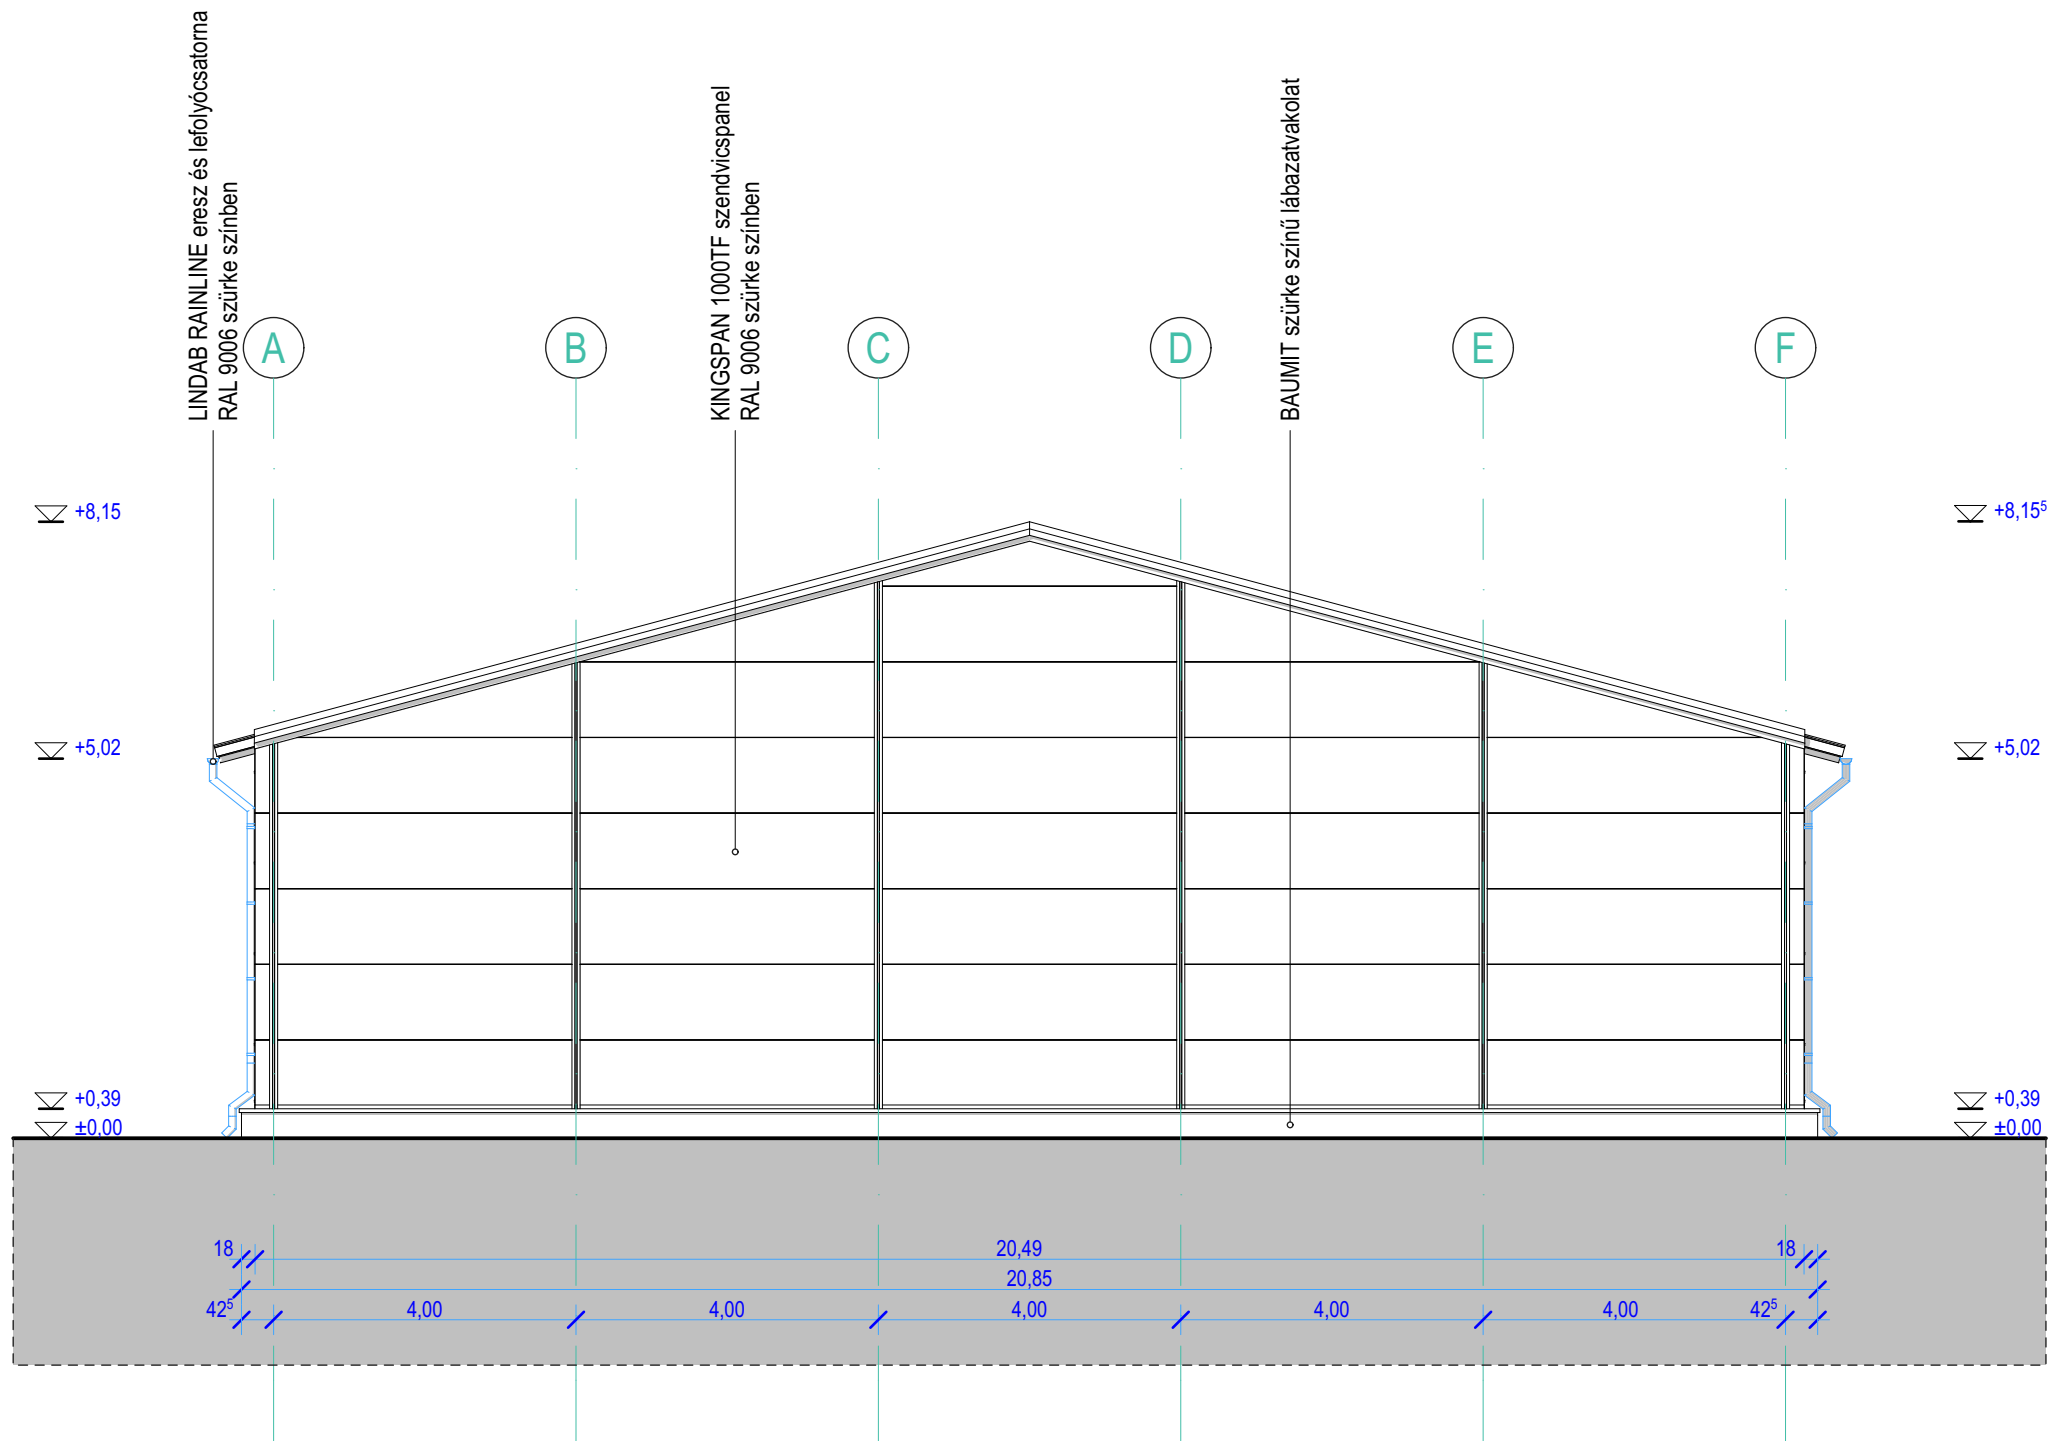 LINDAB RAINLINE eresz és lefolyócsatorna
RAL 9006 szürke színben
KINGSPAN 1000TF szendvicspanel
RAL 9006 szürke színben
BAUMIT szürke színű lábazatvakolat
A
B
C
D
E
F
+8,15
+8,15⁵
+5,02
+5,02
+0,39
+0,39
±0,00
±0,00
18
20,49
18
20,85
42⁵
4,00
4,00
4,00
4,00
4,00
42⁵